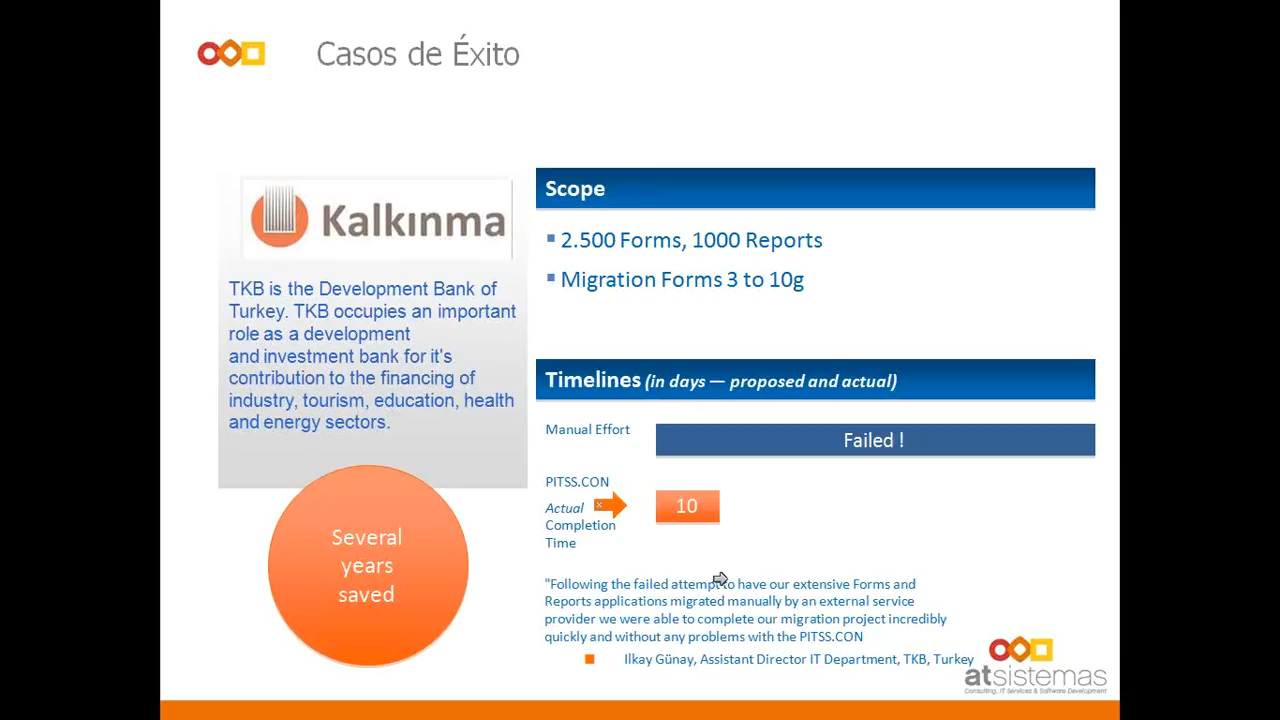 Casos de Éxito
Kalkınma
TKB is the Development Bank of
Turkey. TKB occupies an important
role as a development
and investment bank for it's
contribution to the financing of
industry, tourism, education, health
and energy sectors.
Several
years
saved
Scope
▪ 2.500 Forms, 1000 Reports
▪ Migration Forms 3 to 10g
Timelines (in days — proposed and actual)
Manual Effort
Failed !
PITSS.CON
Actual
Completion
Time
10
"Following the failed attempt to have our extensive Forms and
Reports applications migrated manually by an external service
provider we were able to complete our migration project incredibly
quickly and without any problems with the PITSS.CON
Ilkay Günay, Assistant Director IT Department, TKB, Turkey
atsistemas
Consulting, IT Services & Software Development